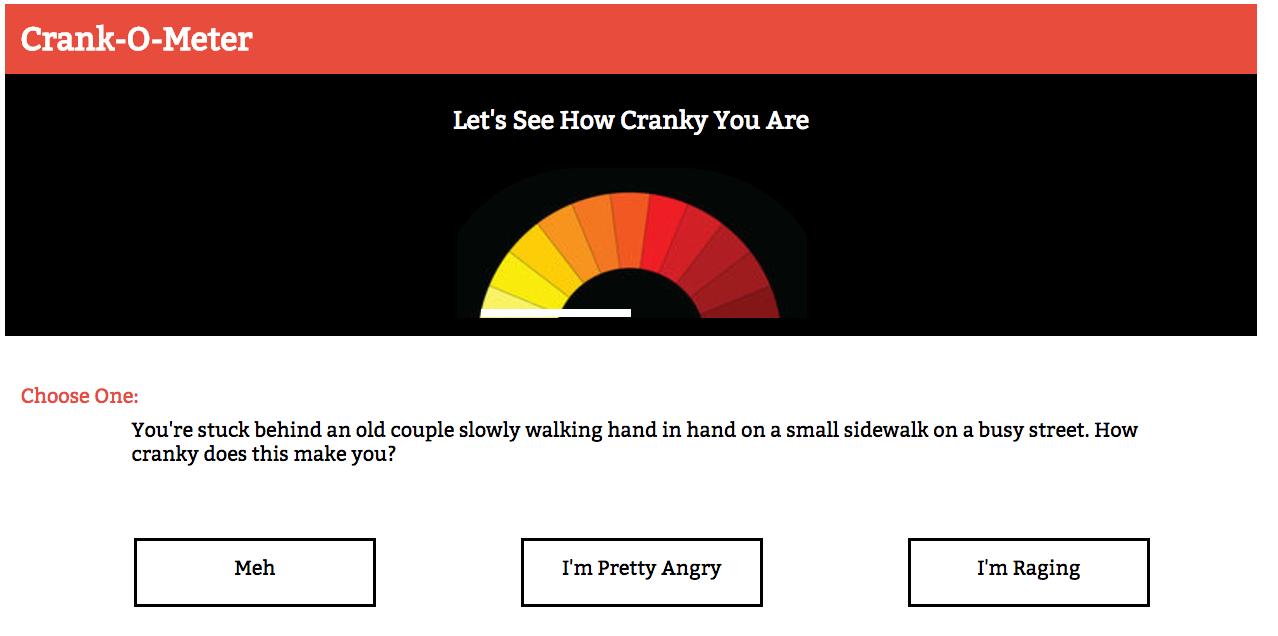 Crank-O-Meter
Let's See How Cranky You Are
Choose One:
You're stuck behind an old couple slowly walking hand in hand on a small sidewalk on a busy street. How
cranky does this make you?
Meh
I'm Pretty Angry
I'm Raging